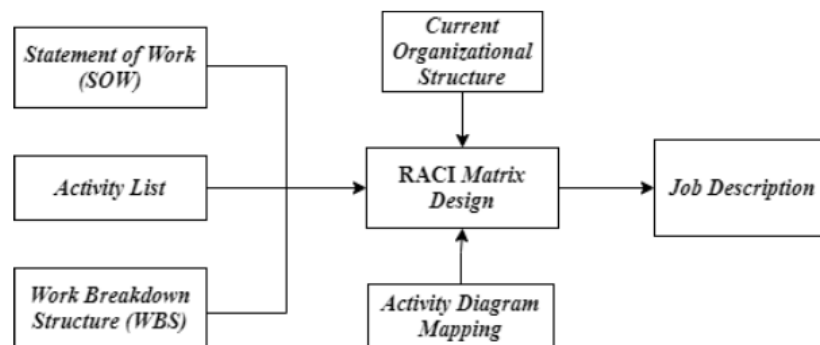 Statement of Work
(SOW)
Activity List
Work Breakdown
Structure (WBS)
Current
Organizational
Structure
RACI Matrix
Design
Activity Diagram
Mapping
Job Description